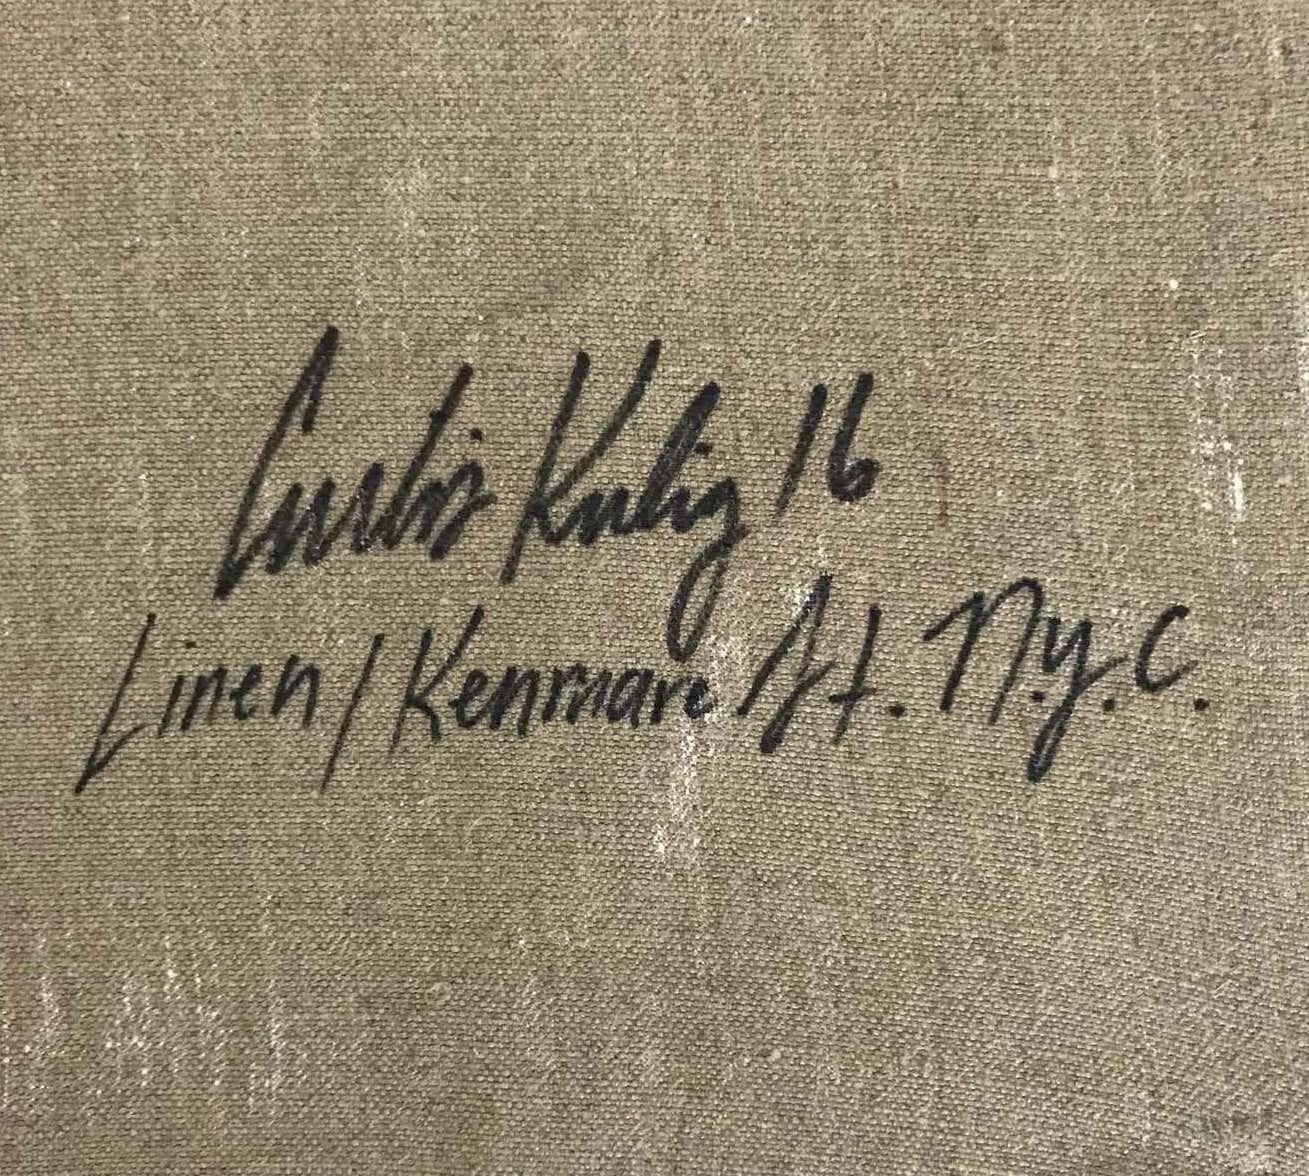 Curtis Kulig 16
Linen / Kenmare St. N.Y.C.